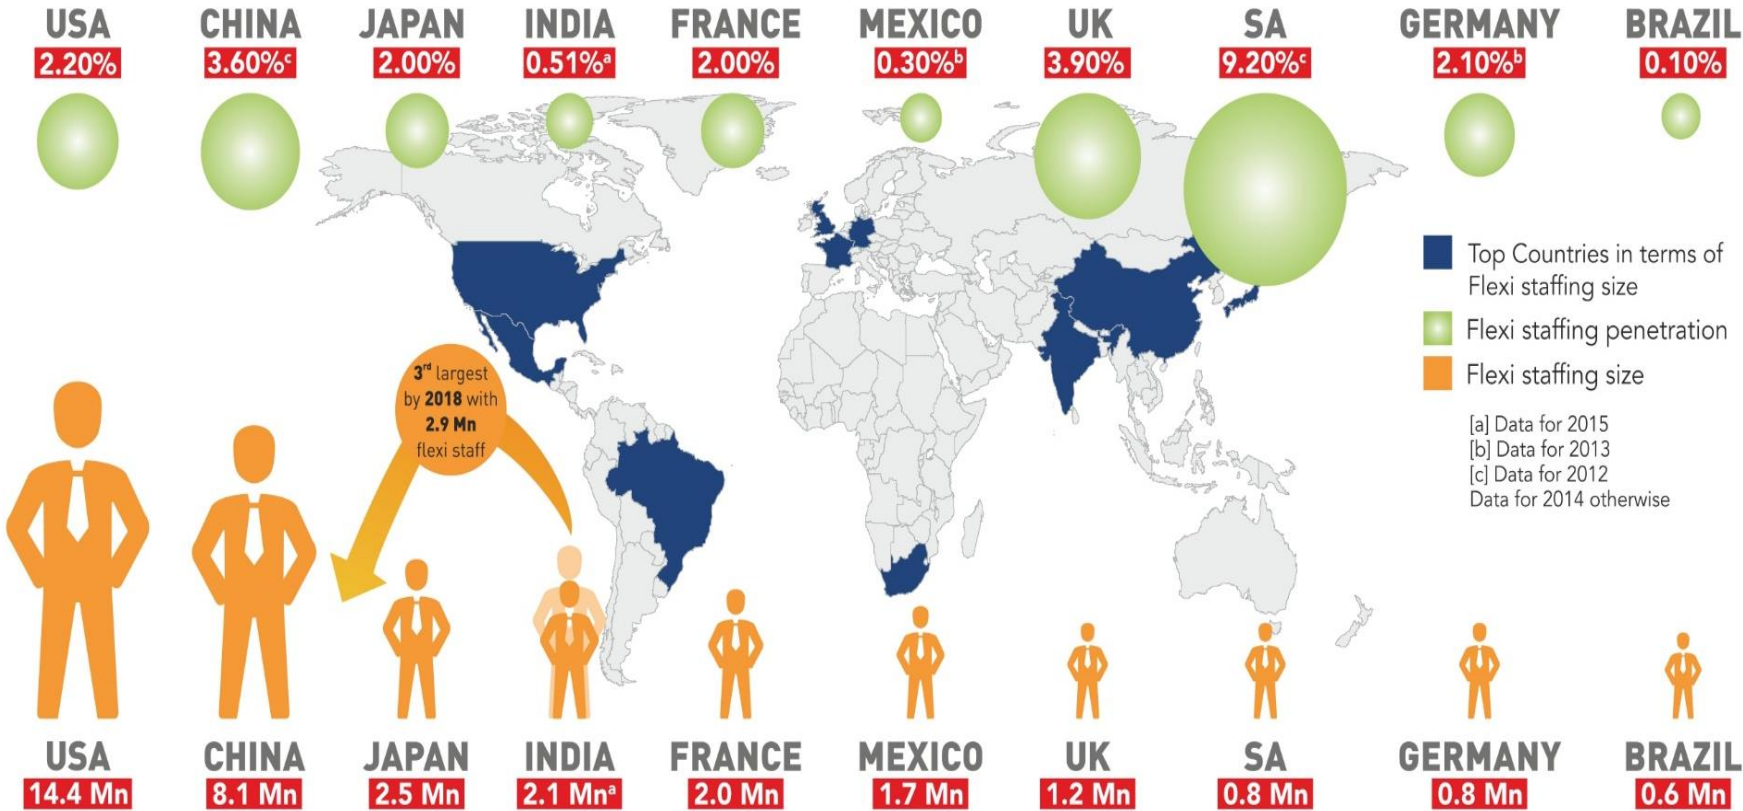 USA
CHINA
JAPAN
INDIA
FRANCE
MEXICO
UK
SA
GERMANY
BRAZIL
2.20%
3.60%ᶜ
2.00%
0.51%ᵃ
2.00%
0.30%ᵇ
3.90%
9.20%ᶜ
2.10%ᵇ
0.10%
Top Countries in terms of
Flexi staffing size
Flexi staffing penetration
Flexi staffing size
[a] Data for 2015
[b] Data for 2013
[c] Data for 2012
Data for 2014 otherwise
3ʳᵈ largest
by 2018 with
2.9 Mn
flexi staff
USA
CHINA
JAPAN
INDIA
FRANCE
MEXICO
UK
SA
GERMANY
BRAZIL
14.4 Mn
8.1 Mn
2.5 Mn
2.1 Mnᵃ
2.0 Mn
1.7 Mn
1.2 Mn
0.8 Mn
0.8 Mn
0.6 Mn